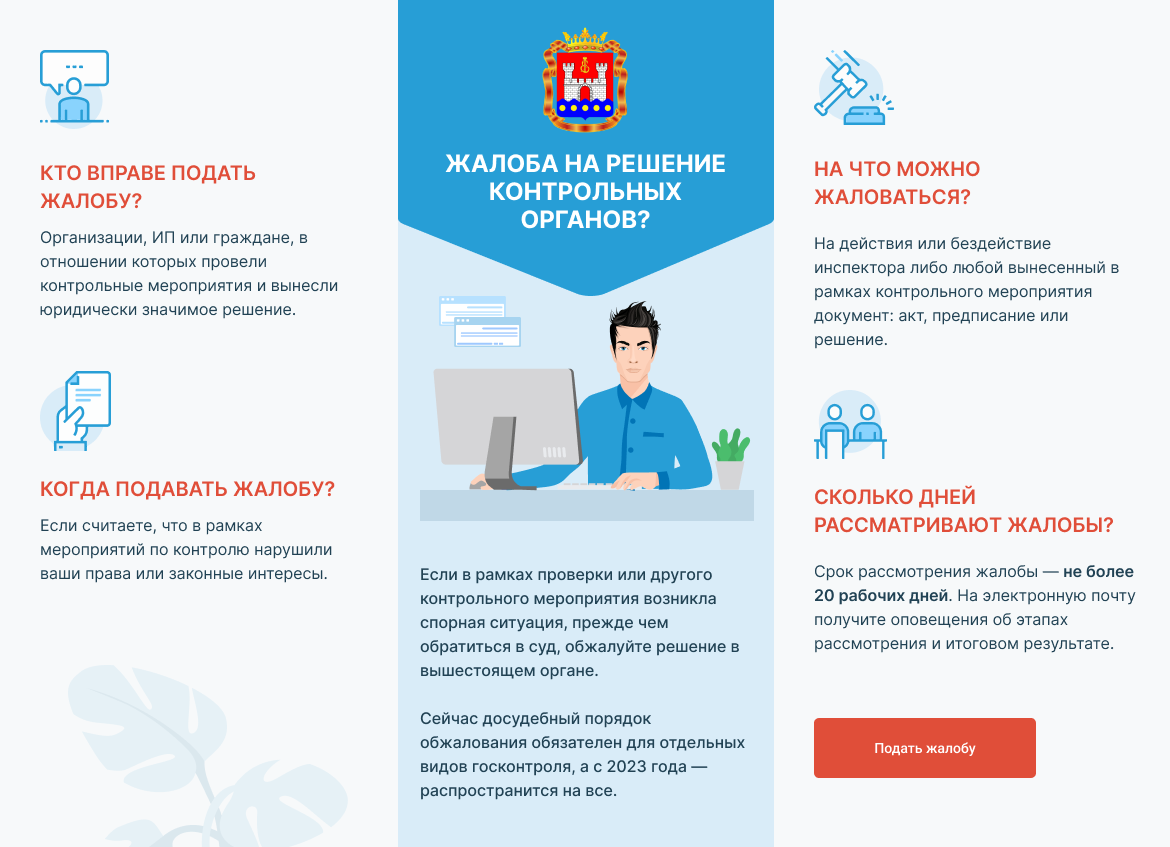 КТО ВПРАВЕ ПОДАТЬ
ЖАЛОБУ?
Организации, ИП или граждане, в
отношении которых провели
контрольные мероприятия и вынесли
юридически значимое решение.
КОГДА ПОДАВАТЬ ЖАЛОБУ?
Если считаете, что в рамках
мероприятий по контролю нарушили
ваши права или законные интересы.
ЖАЛОБА НА РЕШЕНИЕ
КОНТРОЛЬНЫХ
ОРГАНОВ?
Если в рамках проверки или другого
контрольного мероприятия возникла
спорная ситуация, прежде чем
обратиться в суд, обжалуйте решение в
вышестоящем органе.
Сейчас досудебный порядок
обжалования обязателен для отдельных
видов госконтроля, а с 2023 года —
распространится на все.
НА ЧТО МОЖНО
ЖАЛОВАТЬСЯ?
На действия или бездействие
инспектора либо любой вынесенный в
рамках контрольного мероприятия
документ: акт, предписание или
решение.
СКОЛЬКО ДНЕЙ
РАССМАТРИВАЮТ ЖАЛОБЫ?
Срок рассмотрения жалобы — не более
20 рабочих дней. На электронную почту
получите оповещения об этапах
рассмотрения и итоговом результате.
Подать жалобу